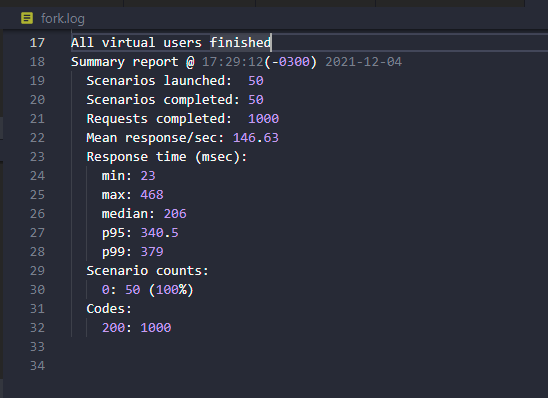 fork.log
17 All virtual users finished
18 Summary report @ 17:29:12(-0300) 2021-12-04
19 Scenarios launched:  50
20 Scenarios completed: 50
21 Requests completed:  1000
22 Mean response/sec: 146.63
23 Response time (msec):
24 min: 23
25 max: 468
26 median: 206
27 p95: 340.5
28 p99: 379
29 Scenario counts:
30 0: 50 (100%)
31 Codes:
32 200: 1000
33
34